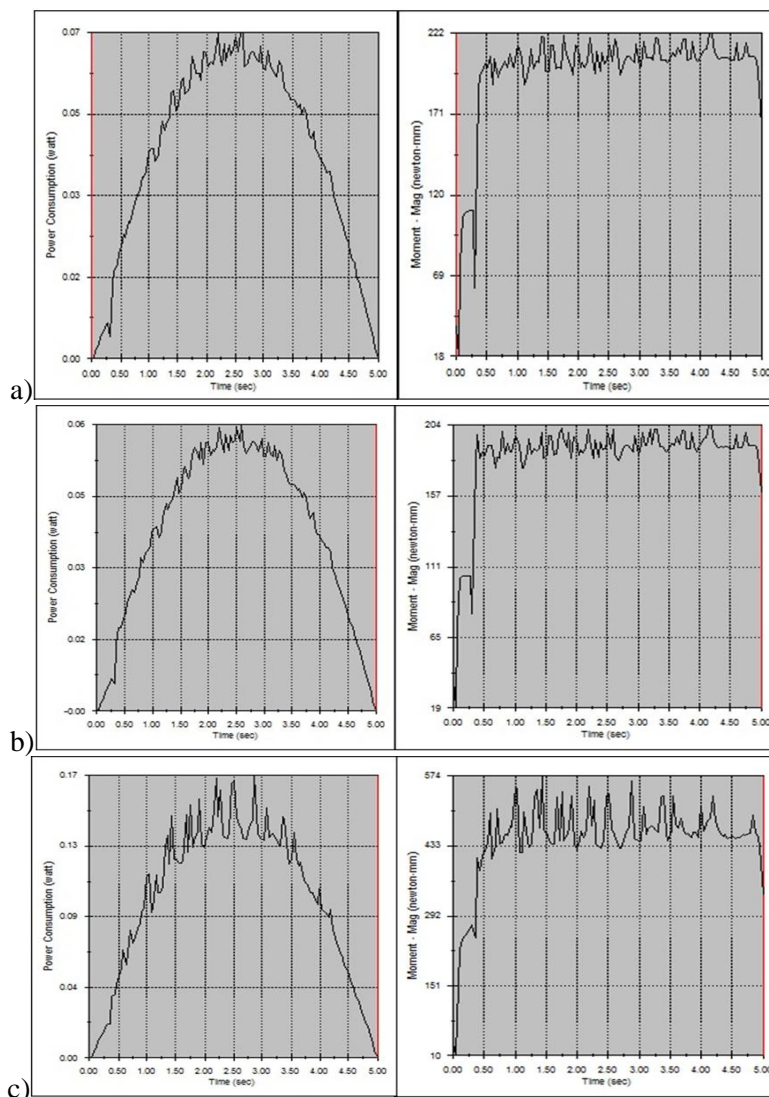 0.07
0.05
0.03
0.02
0.00
Power Consumption (watt)
0.00 0.50 1.00 1.50 2.00 2.50 3.00 3.50 4.00 4.50 5.00
Time (sec)
222
171
120
69
18
Moment - Mag (newton-mm)
0.00 0.50 1.00 1.50 2.00 2.50 3.00 3.50 4.00 4.50 5.00
Time (sec)
a)
0.06
0.05
0.03
0.02
-0.00
Power Consumption (watt)
0.00 0.50 1.00 1.50 2.00 2.50 3.00 3.50 4.00 4.50 5.00
Time (sec)
204
157
111
65
19
Moment - Mag (newton-mm)
0.00 0.50 1.00 1.50 2.00 2.50 3.00 3.50 4.00 4.50 5.00
Time (sec)
b)
0.17
0.13
0.09
0.04
0.00
Power Consumption (watt)
0.00 0.50 1.00 1.50 2.00 2.50 3.00 3.50 4.00 4.50 5.00
Time (sec)
574
433
292
151
10
Moment - Mag (newton-mm)
0.00 0.50 1.00 1.50 2.00 2.50 3.00 3.50 4.00 4.50 5.00
Time (sec)
c)